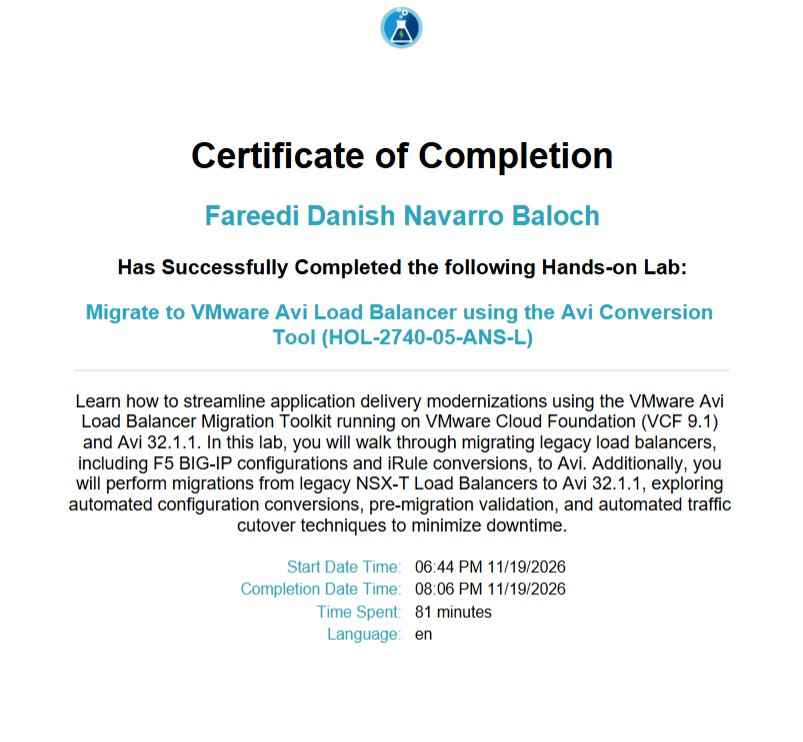 Certificate of Completion
Fareedi Danish Navarro Baloch
Has Successfully Completed the following Hands-on Lab:
Migrate to VMware Avi Load Balancer using the Avi Conversion
Tool (HOL-2740-05-ANS-L)
Learn how to streamline application delivery modernizations using the VMware Avi
Load Balancer Migration Toolkit running on VMware Cloud Foundation (VCF 9.1)
and Avi 32.1.1. In this lab, you will walk through migrating legacy load balancers,
including F5 BIG-IP configurations and iRule conversions, to Avi. Additionally, you
will perform migrations from legacy NSX-T Load Balancers to Avi 32.1.1, exploring
automated configuration conversions, pre-migration validation, and automated traffic
cutover techniques to minimize downtime.
Start Date Time: 06:44 PM 11/19/2026
Completion Date Time: 08:06 PM 11/19/2026
Time Spent: 81 minutes
Language: en